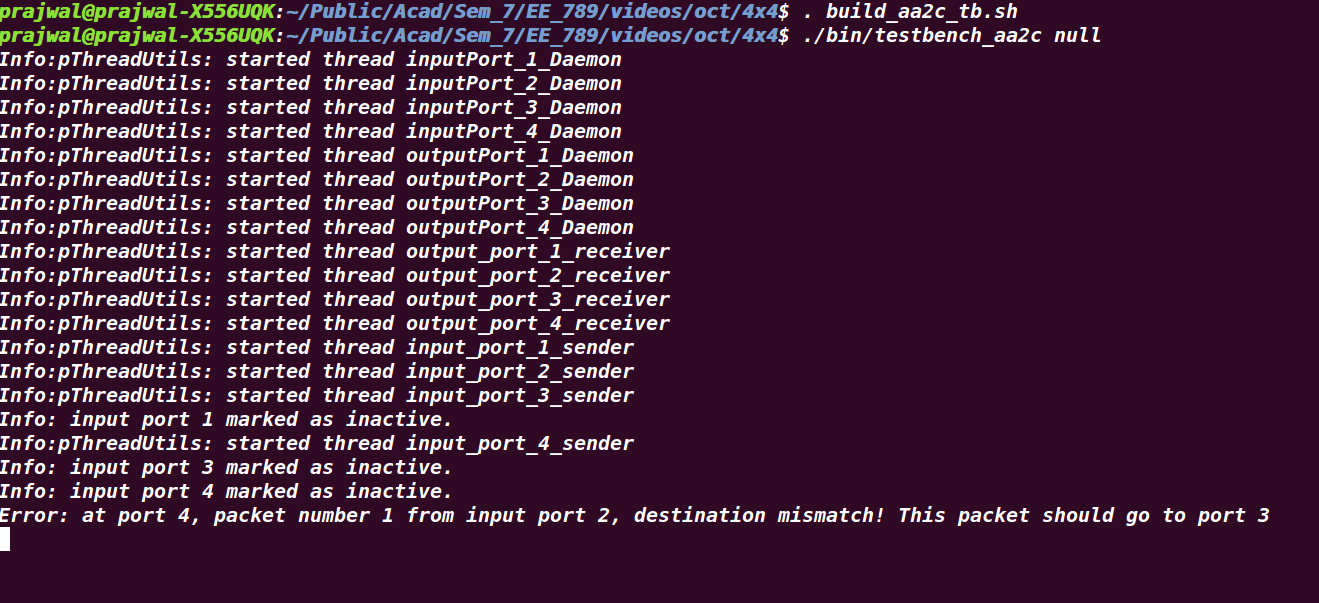 prajwal@prajwal-X556UQK:~/Public/Acad/Sem_7/EE_789/videos/oct/4x4$ . build_aa2c_tb.sh
prajwal@prajwal-X556UQK:~/Public/Acad/Sem_7/EE_789/videos/oct/4x4$ ./bin/testbench_aa2c null
Info:pThreadUtils: started thread inputPort_1_Daemon
Info:pThreadUtils: started thread inputPort_2_Daemon
Info:pThreadUtils: started thread inputPort_3_Daemon
Info:pThreadUtils: started thread inputPort_4_Daemon
Info:pThreadUtils: started thread outputPort_1_Daemon
Info:pThreadUtils: started thread outputPort_2_Daemon
Info:pThreadUtils: started thread outputPort_3_Daemon
Info:pThreadUtils: started thread outputPort_4_Daemon
Info:pThreadUtils: started thread output_port_1_receiver
Info:pThreadUtils: started thread output_port_2_receiver
Info:pThreadUtils: started thread output_port_3_receiver
Info:pThreadUtils: started thread output_port_4_receiver
Info:pThreadUtils: started thread input_port_1_sender
Info:pThreadUtils: started thread input_port_2_sender
Info:pThreadUtils: started thread input_port_3_sender
Info: input port 1 marked as inactive.
Info:pThreadUtils: started thread input_port_4_sender
Info: input port 3 marked as inactive.
Info: input port 4 marked as inactive.
Error: at port 4, packet number 1 from input port 2, destination mismatch! This packet should go to port 3